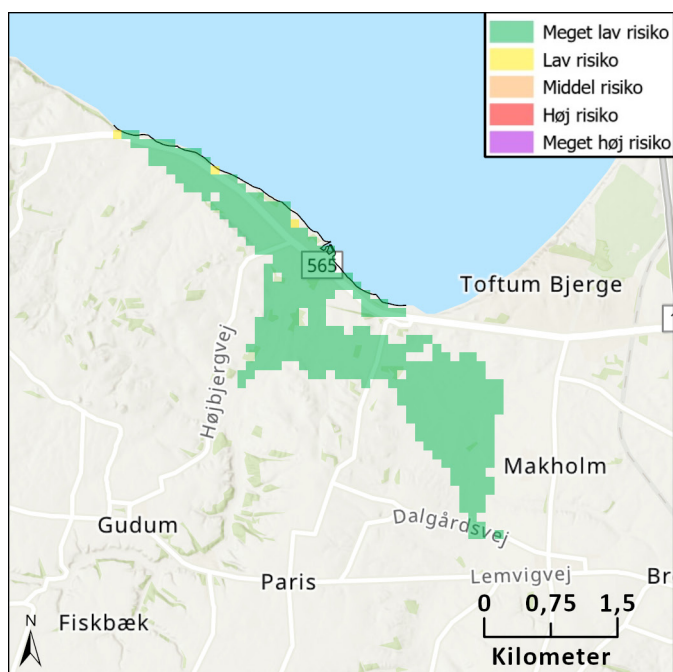 Meget lav risiko
Lav risiko
Middel risiko
Høj risiko
Meget høj risiko
565
Toftum Bjerge
1
Højbjergvej
Makholm
Gudum
Dalgårdsvej
Paris
Lemvigvej
Br
Fiskbæk
0 0,75 1,5
Kilometer
N